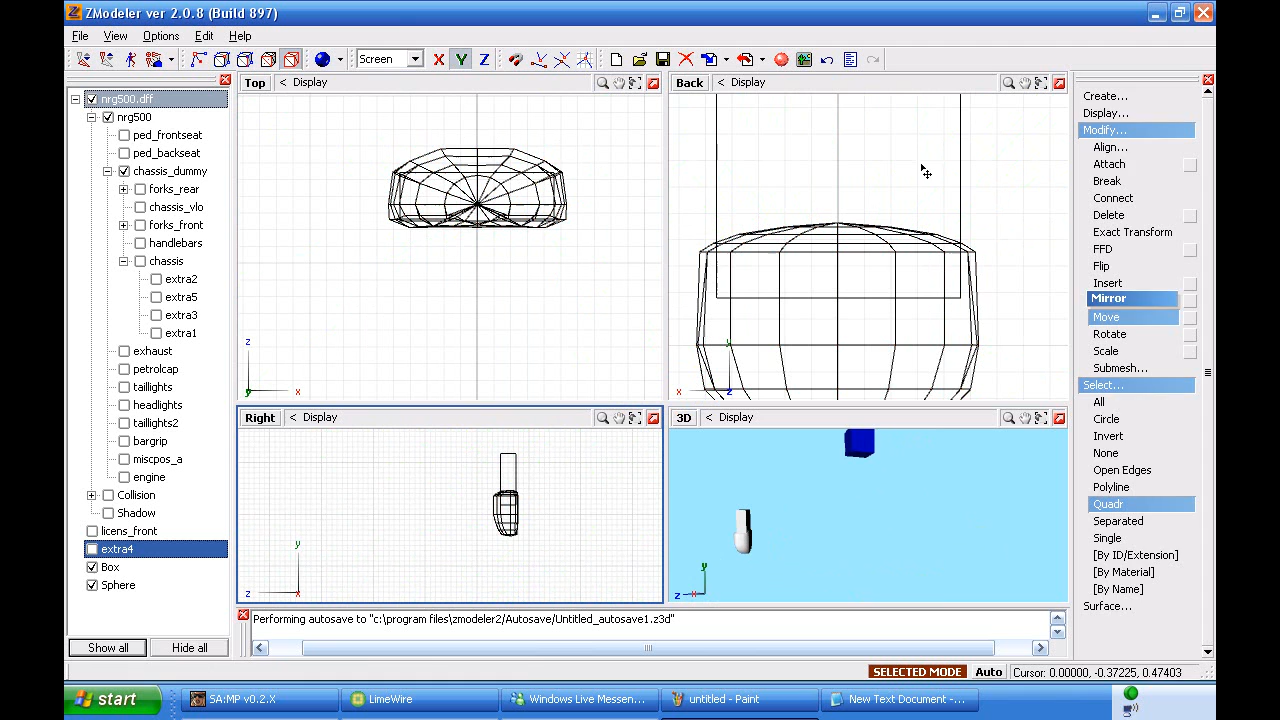 ZModeler ver 2.0.8 (Build 897)
File View Options Edit Help
Screen X Y Z
nrg500.dff
nrg500
ped_frontseat
ped_backseat
chassis_dummy
forks_rear
chassis_vlo
forks_front
handlebars
chassis
extra2
extra5
extra3
extra1
exhaust
petrolcap
taillights
headlights
taillights2
bargrip
miscpos_a
engine
Collision
Shadow
licens_front
extra4
Box
Sphere
Show all Hide all
Top < Display
z
y x
Back < Display
y
x z
Right < Display
y
z x
3D < Display
y
z x
Create...
Display...
Modify...
Align...
Attach
Break
Connect
Delete
Exact Transform
FFD
Flip
Insert
Mirror
Move
Rotate
Scale
Submesh...
Select...
All
Circle
Invert
None
Open Edges
Polyline
Quadr
Separated
Single
[By ID/Extension]
[By Material]
[By Name]
Surface...
Performing autosave to "c:\program files\zmodeler2/Autosave/Untitled_autosave1.z3d"
SELECTED MODE Auto Cursor: 0.00000, -0.37225, 0.47403
start SA:MP v0.2.X LimeWire Windows Live Messen... untitled - Paint New Text Document -...